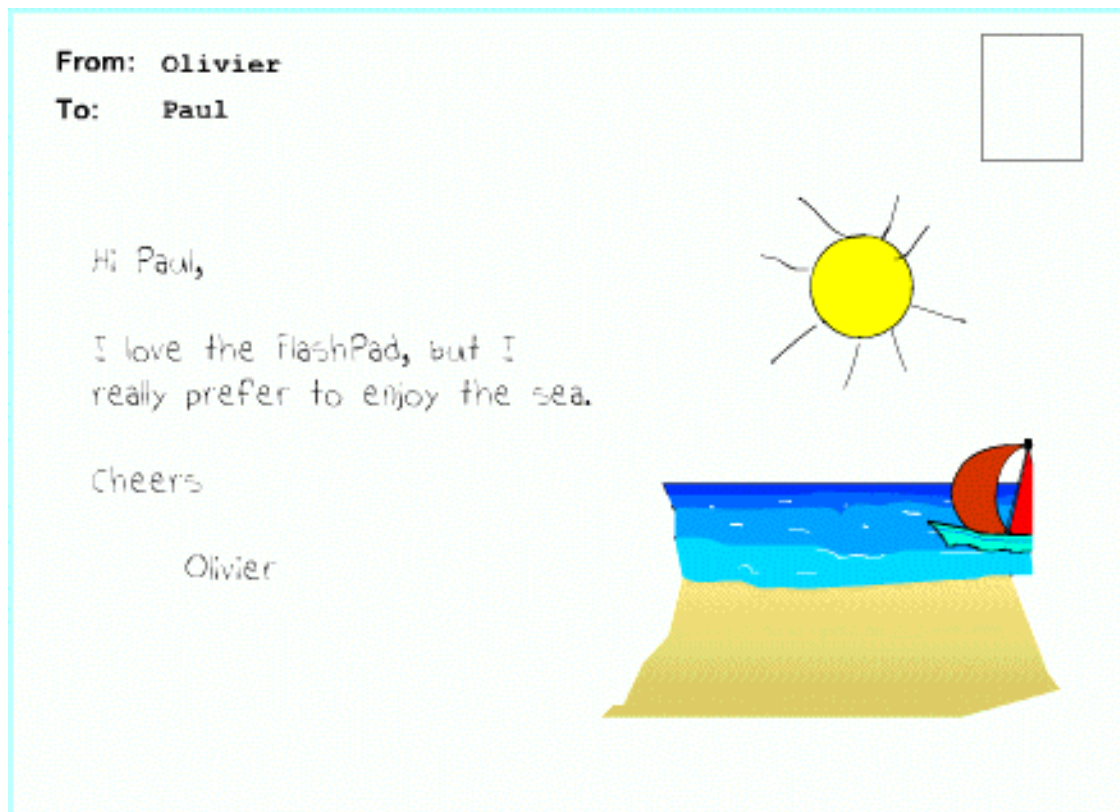 From: Olivier
To: Paul
Hi Paul,
I love the FlashPad, but I
really prefer to enjoy the sea.
Cheers
Olivier